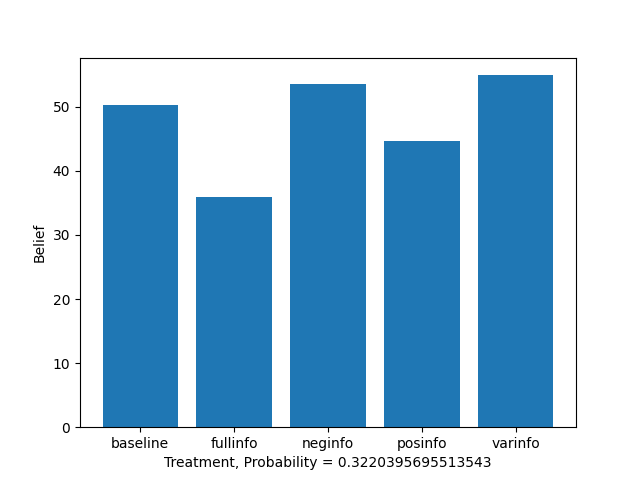 50
40
30
20
10
0
Belief
baseline fullinfo neginfo posinfo varinfo
Treatment, Probability = 0.3220395695513543